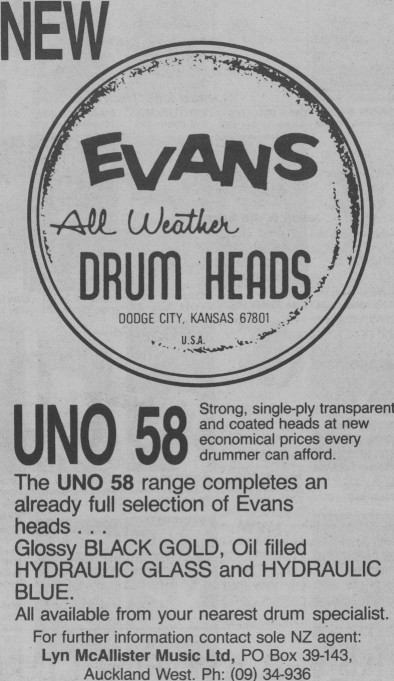 NEW
EVANS
All Weather
DRUM HEADS
DODGE CITY, KANSAS 67801
U.S.A.
UNO 58
Strong, single-ply transparent
and coated heads at new
economical prices every
drummer can afford.
The UNO 58 range completes an
already full selection of Evans
heads . . .
Glossy BLACK GOLD, Oil filled
HYDRAULIC GLASS and HYDRAULIC
BLUE.
All available from your nearest drum specialist.
For further information contact sole NZ agent:
Lyn McAllister Music Ltd, PO Box 39-143,
Auckland West. Ph: (09) 34-936